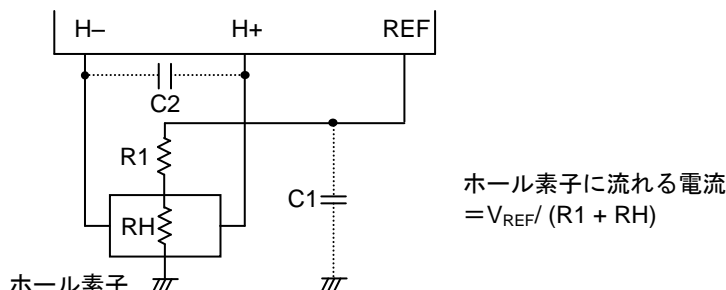 H–
H+
REF
C2
R1
C1
RH
ホール素子に流れる電流
=VREF/ (R1 + RH)
ホール素子